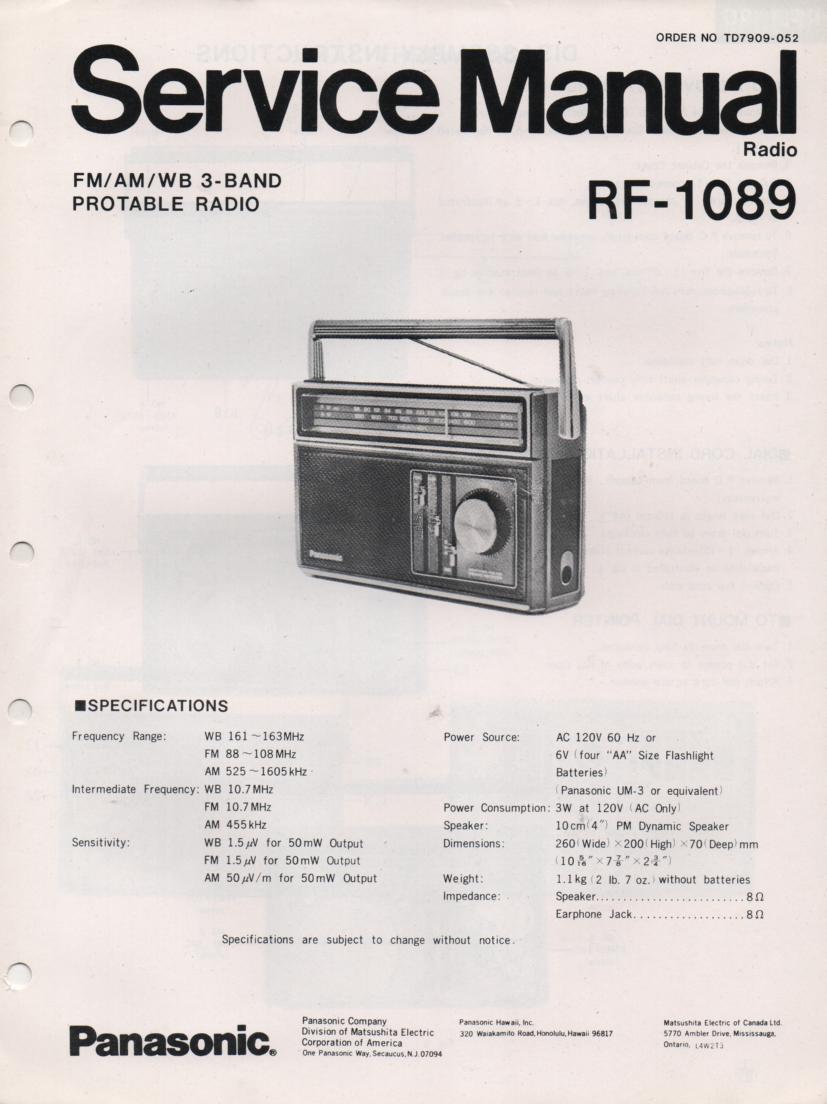 ORDER NO TD7909-052
Service Manual
Radio
FM/AM/WB 3-BAND
PROTABLE RADIO
RF-1089
Panasonic
■SPECIFICATIONS
Frequency Range: WB 161～163MHz
FM 88～108MHz
AM 525～1605kHz
Intermediate Frequency: WB 10.7MHz
FM 10.7MHz
AM 455kHz
Sensitivity: WB 1.5μV for 50mW Output
FM 1.5μV for 50mW Output
AM 50μV/m for 50mW Output
Power Source: AC 120V 60 Hz or
6V (four "AA" Size Flashlight
Batteries)
(Panasonic UM-3 or equivalent)
Power Consumption: 3W at 120V (AC Only)
Speaker: 10cm(4″) PM Dynamic Speaker
Dimensions: 260(Wide)×200(High)×70(Deep)mm
(10 5/16″×7 7/8″×2 3/4″)
Weight: 1.1kg (2 lb. 7 oz.) without batteries
Impedance: Speaker..........................8Ω
Earphone Jack...................8Ω
Specifications are subject to change without notice.
Panasonic®
Panasonic Company
Division of Matsushita Electric
Corporation of America
One Panasonic Way, Secaucus, N.J. 07094
Panasonic Hawaii, Inc.
320 Waiakamilo Road, Honolulu, Hawaii 96817
Matsushita Electric of Canada Ltd.
5770 Ambler Drive, Mississauga,
Ontario, L4W2T3